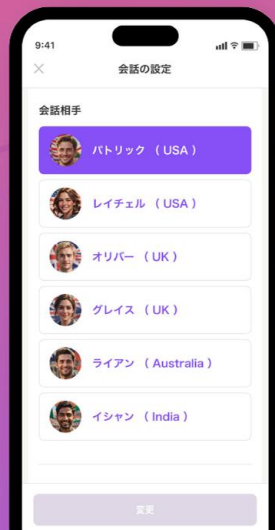 9:41
会話の設定
会話相手
パトリック （ USA ）
レイチェル （ USA ）
オリバー （ UK ）
グレイス （ UK ）
ライアン （ Australia ）
イシャン （ India ）
変更